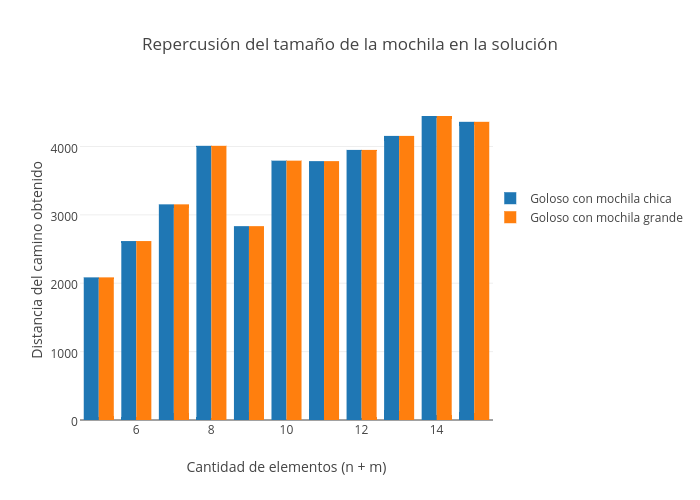 Repercusión del tamaño de la mochila en la solución
Distancia del camino obtenido
4000
3000
2000
1000
0
6
8
10
12
14
Cantidad de elementos (n + m)
Goloso con mochila chica
Goloso con mochila grande